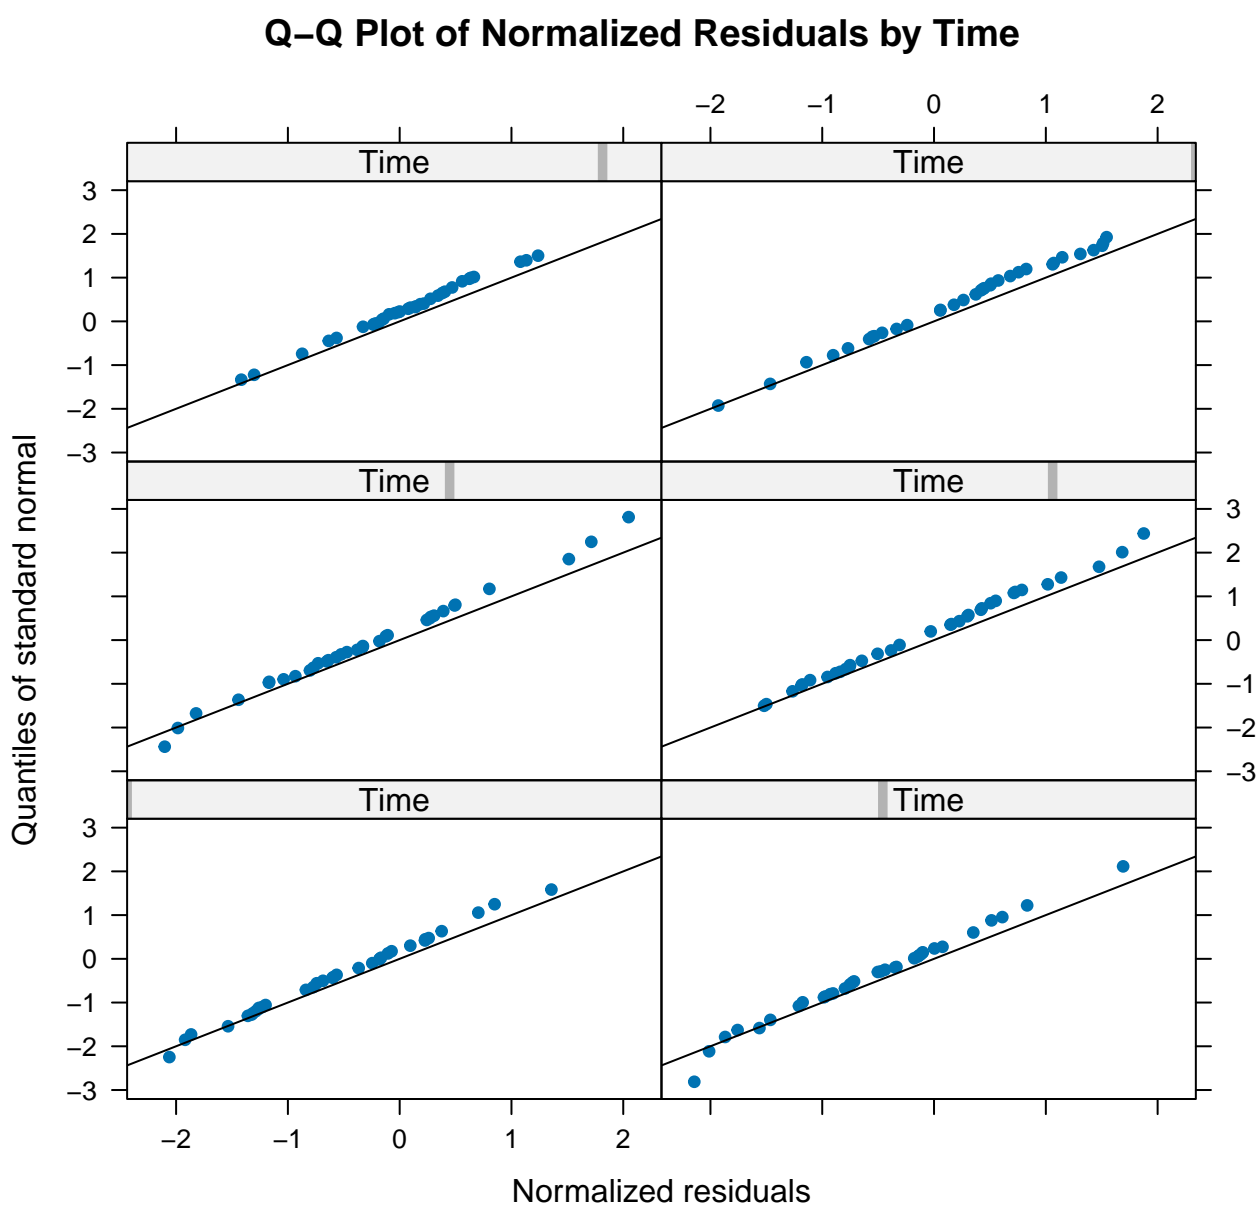 Q–Q Plot of Normalized Residuals by Time
−2 −1 0 1 2
Time Time
3
2
1
0
−1
−2
−3
Time Time
3
2
1
0
−1
−2
−3
Quantiles of standard normal
Time Time
3
2
1
0
−1
−2
−3
−2 −1 0 1 2
Normalized residuals